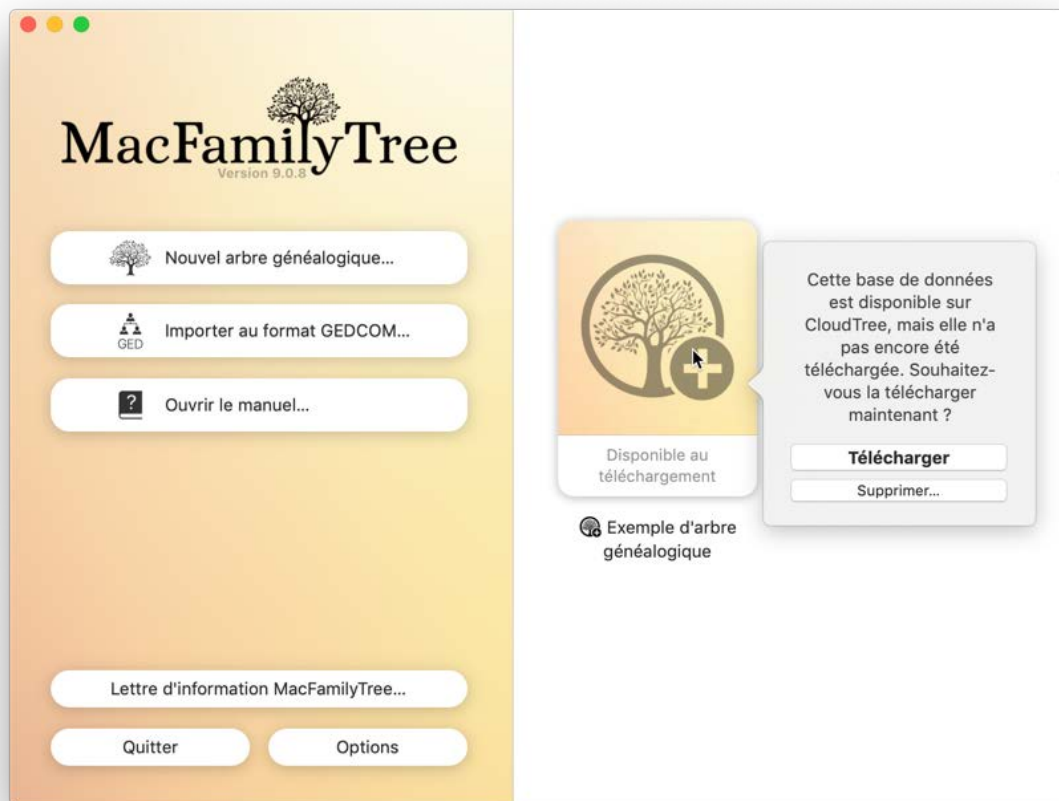 MacFamilyTree
Version 9.0.8
Nouvel arbre généalogique...
GED
Importer au format GEDCOM...
?
Ouvrir le manuel...
Lettre d'information MacFamilyTree...
Quitter
Options
Disponible au
téléchargement
Exemple d'arbre
généalogique
Cette base de données
est disponible sur
CloudTree, mais elle n'a
pas encore été
téléchargée. Souhaitez-
vous la télécharger
maintenant ?
Télécharger
Supprimer...